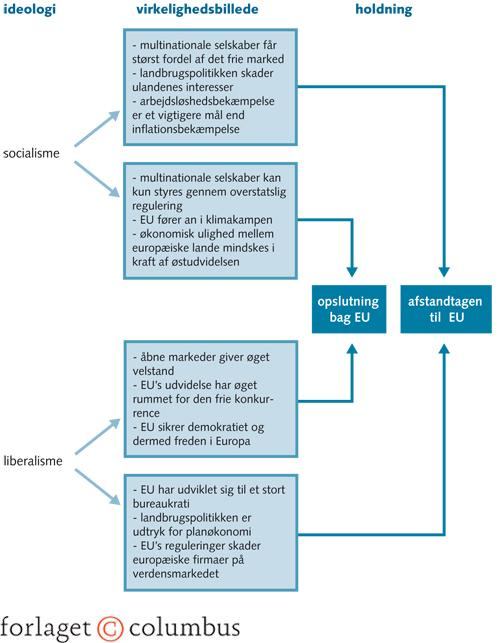 ideologi
virkelighedsbillede
holdning
- multinationale selskaber får
størst fordel af det frie marked
- landbrugspolitikken skader
ulandenes interesser
- arbejdsløshedsbekæmpelse
er et vigtigere mål end
inflationsbekæmpelse
socialisme
- multinationale selskaber kan
kun styres gennem overstatslig
regulering
- EU fører an i klimakampen
- økonomisk ulighed mellem
europæiske lande mindskes i
kraft af østudvidelsen
opslutning
bag EU
afstandtagen
til EU
- åbne markeder giver øget
velstand
- EU's udvidelse har øget
rummet for den frie konkur-
rence
- EU sikrer demokratiet og
dermed freden i Europa
liberalisme
- EU har udviklet sig til et stort
bureaukrati
- landbrugspolitikken er
udtryk for planøkonomi
- EU's reguleringer skader
europæiske firmaer på
verdensmarkedet
forlaget © columbus